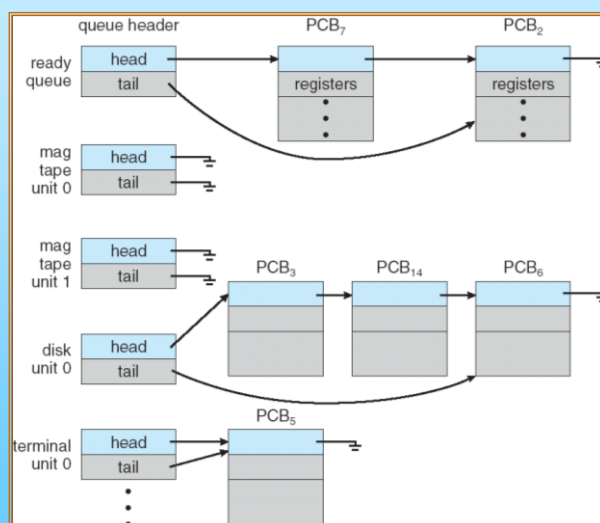 queue header PCB₇ PCB₂
ready
queue
head
tail
registers
registers
mag
tape
unit 0
head
tail
mag
tape
unit 1
head
tail
PCB₃ PCB₁₄ PCB₆
disk
unit 0
head
tail
PCB₅
terminal
unit 0
head
tail